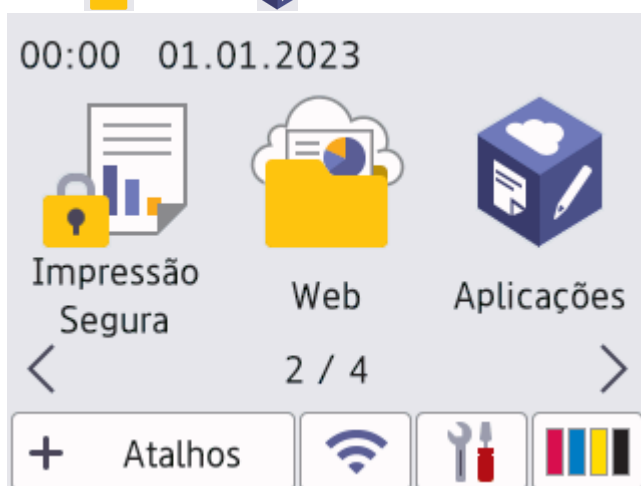 00:00 01.01.2023
Impressão
Segura
Web
Aplicações
2 / 4
Atalhos